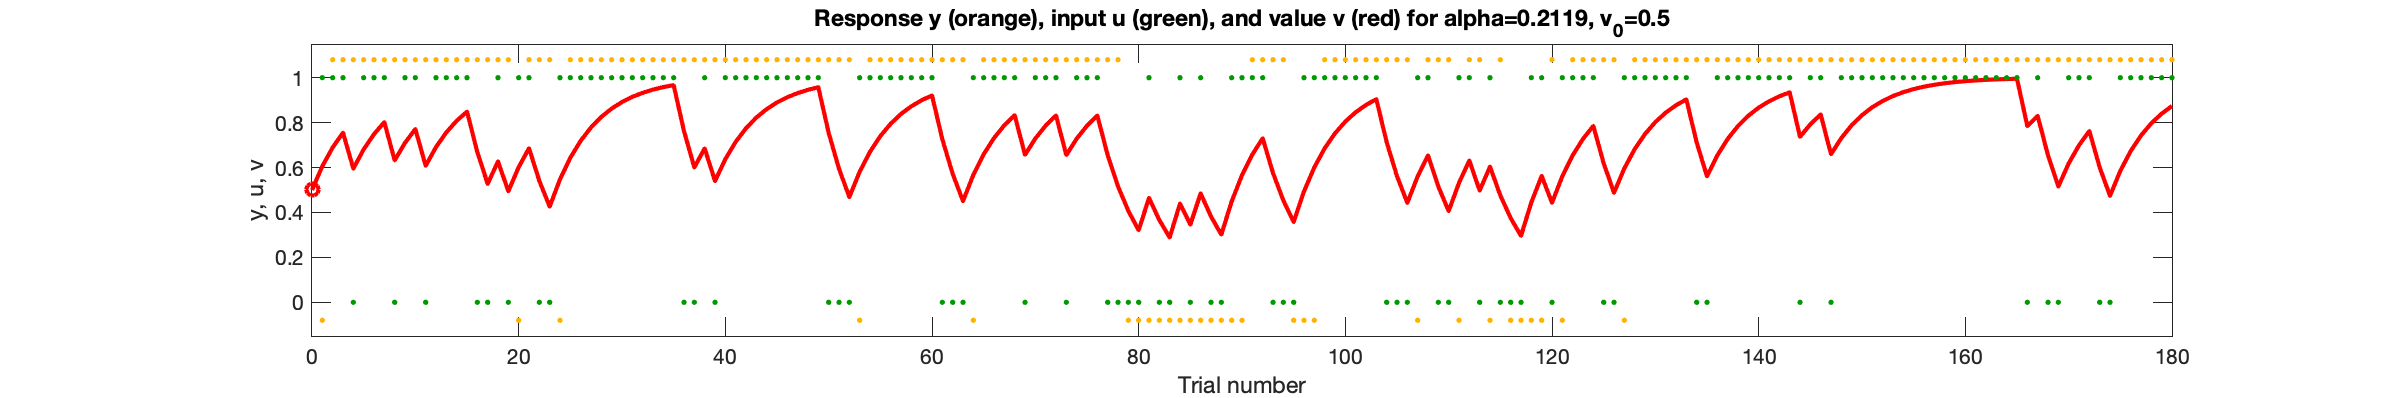 Response y (orange), input u (green), and value v (red) for alpha=0.2119, v₀=0.5
y, u, v
1
0.8
0.6
0.4
0.2
0
0 20 40 60 80 100 120 140 160 180
Trial number